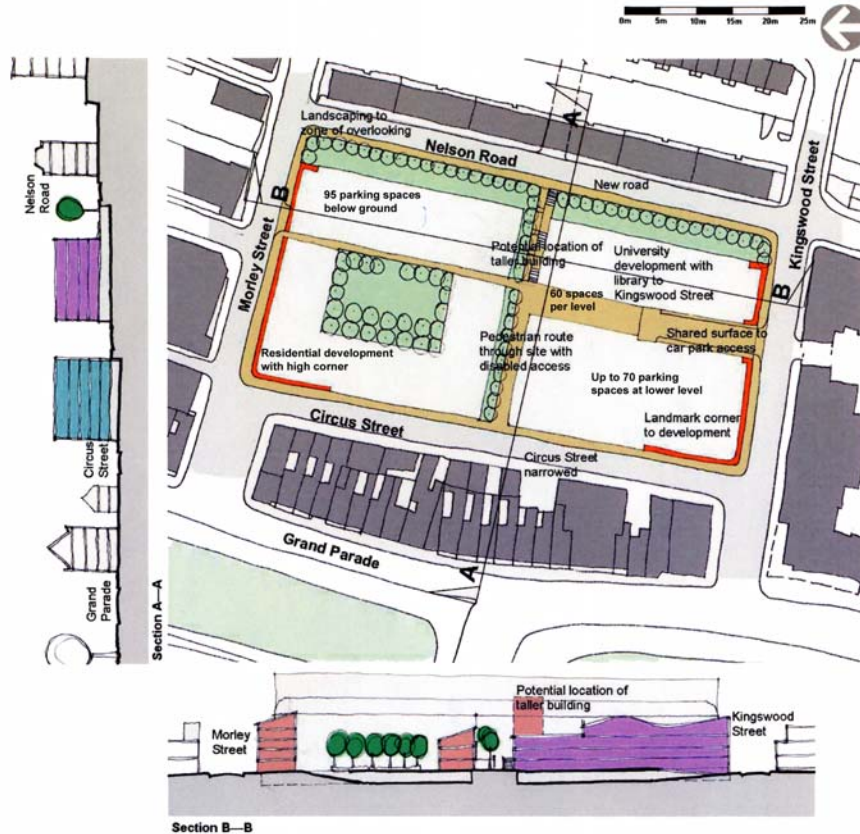 0m 5m 10m 15m 20m 25m
Landscaping to
zone of overlooking
Nelson Road
New road
Kingswood Street
Morley Street
A
B
95 parking spaces
below ground
Potential location of
taller building
University
development with
library to
Kingswood Street
B
60 spaces
per level
Shared surface to
car park access
Pedestrian route
through site with
disabled access
Residential development
with high corner
Up to 70 parking
spaces at lower level
Landmark corner
to development
Circus Street
Circus Street
narrowed
Grand Parade
A
Nelson
Road
Circus
Street
Grand
Parade
Section A—A
Potential location of
taller building
Morley
Street
Kingswood
Street
Section B—B